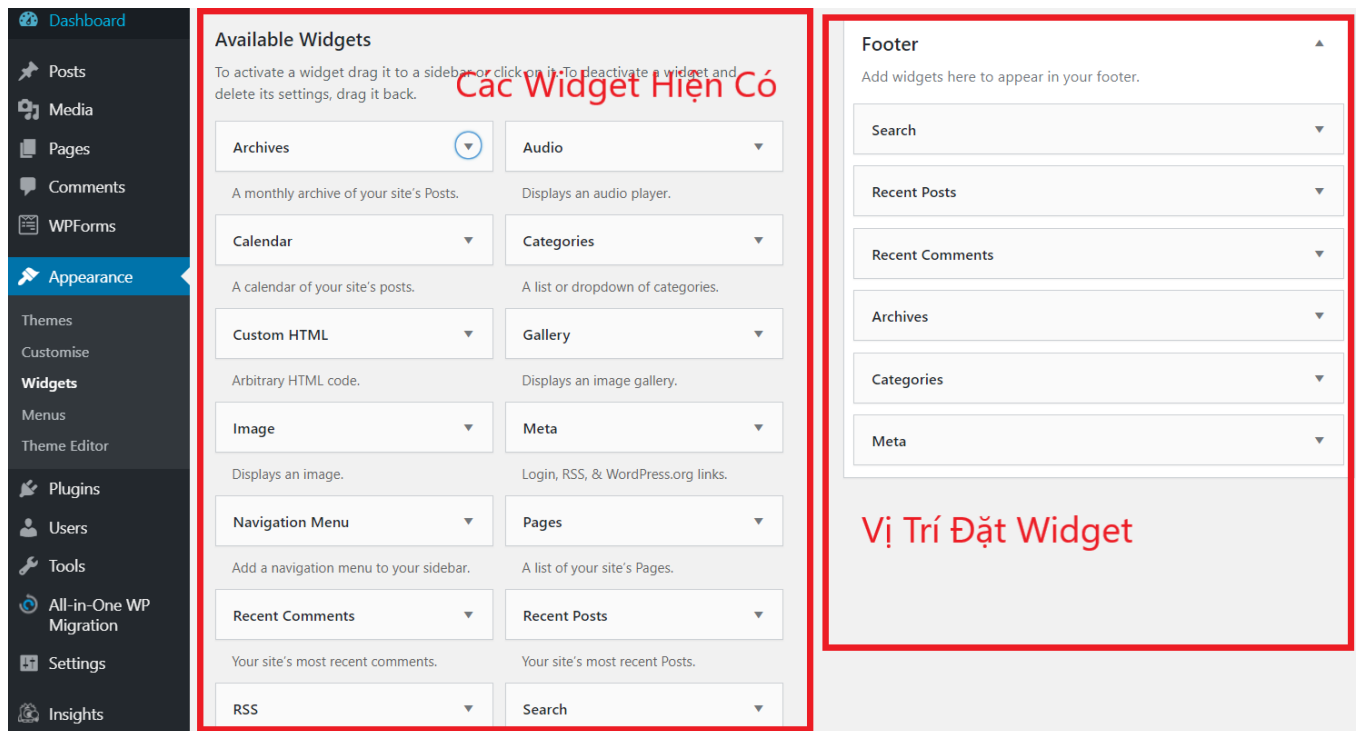 Dashboard
Posts
Media
Pages
Comments
WPForms
Appearance
Themes
Customise
Widgets
Menus
Theme Editor
Plugins
Users
Tools
All-in-One WP
Migration
Settings
Insights
Available Widgets
To activate a widget drag it to a sidebar or click on it. To deactivate a widget and
delete its settings, drag it back.
Các Widget Hiện Có
Archives
A monthly archive of your site's Posts.
Audio
Displays an audio player.
Calendar
A calendar of your site's posts.
Categories
A list or dropdown of categories.
Custom HTML
Arbitrary HTML code.
Gallery
Displays an image gallery.
Image
Displays an image.
Meta
Login, RSS, & WordPress.org links.
Navigation Menu
Add a navigation menu to your sidebar.
Pages
A list of your site's Pages.
Recent Comments
Your site's most recent comments.
Recent Posts
Your site's most recent Posts.
RSS
Search
Footer
Add widgets here to appear in your footer.
Search
Recent Posts
Recent Comments
Archives
Categories
Meta
Vị Trí Đặt Widget